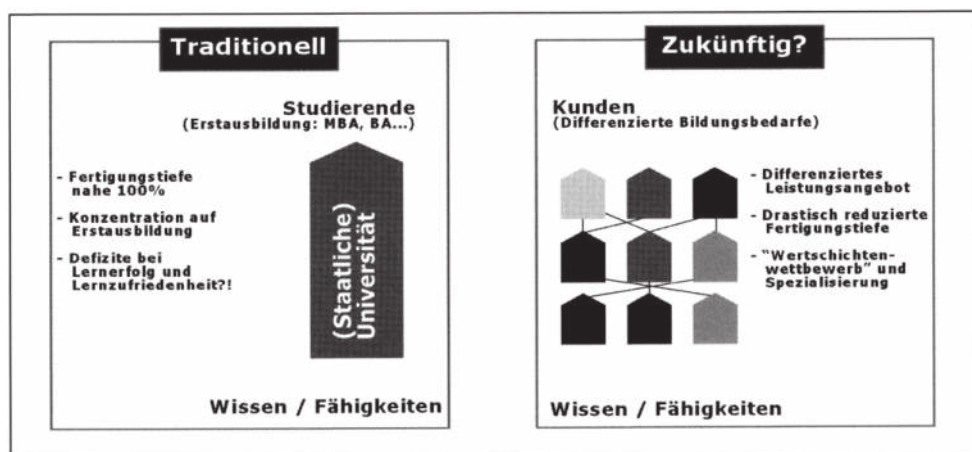 Traditionell
Studierende
(Erstausbildung: MBA, BA...)
- Fertigungstiefe
nahe 100%
- Konzentration auf
Erstausbildung
- Defizite bei
Lernerfolg und
Lernzufriedenheit?!
(Staatliche)
Universität
Wissen / Fähigkeiten
Zukünftig?
Kunden
(Differenzierte Bildungsbedarfe)
- Differenziertes
Leistungsangebot
- Drastisch reduzierte
Fertigungstiefe
- "Wertschichten-
wettbewerb" und
Spezialisierung
Wissen / Fähigkeiten